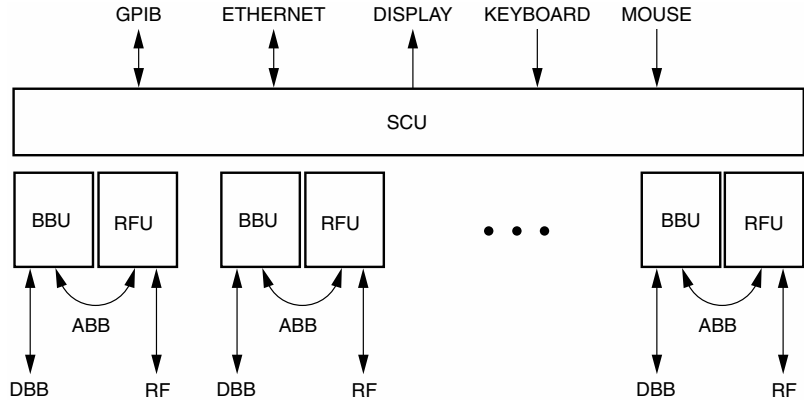 GPIB ETHERNET DISPLAY KEYBOARD MOUSE
SCU
BBU RFU BBU RFU BBU RFU
ABB ABB ABB
DBB RF DBB RF DBB RF